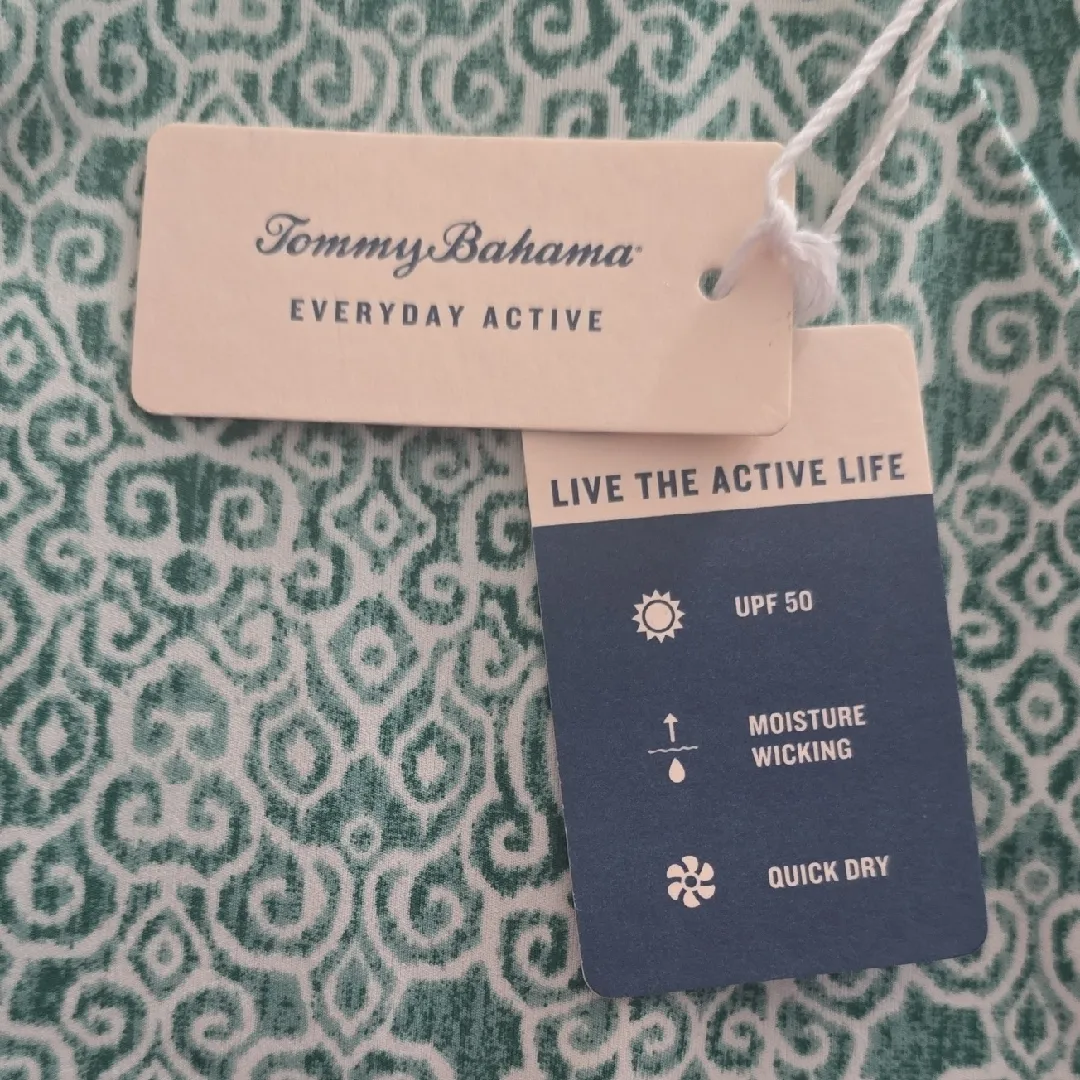 Tommy Bahama
EVERYDAY ACTIVE
LIVE THE ACTIVE LIFE
UPF 50
MOISTURE
WICKING
QUICK DRY